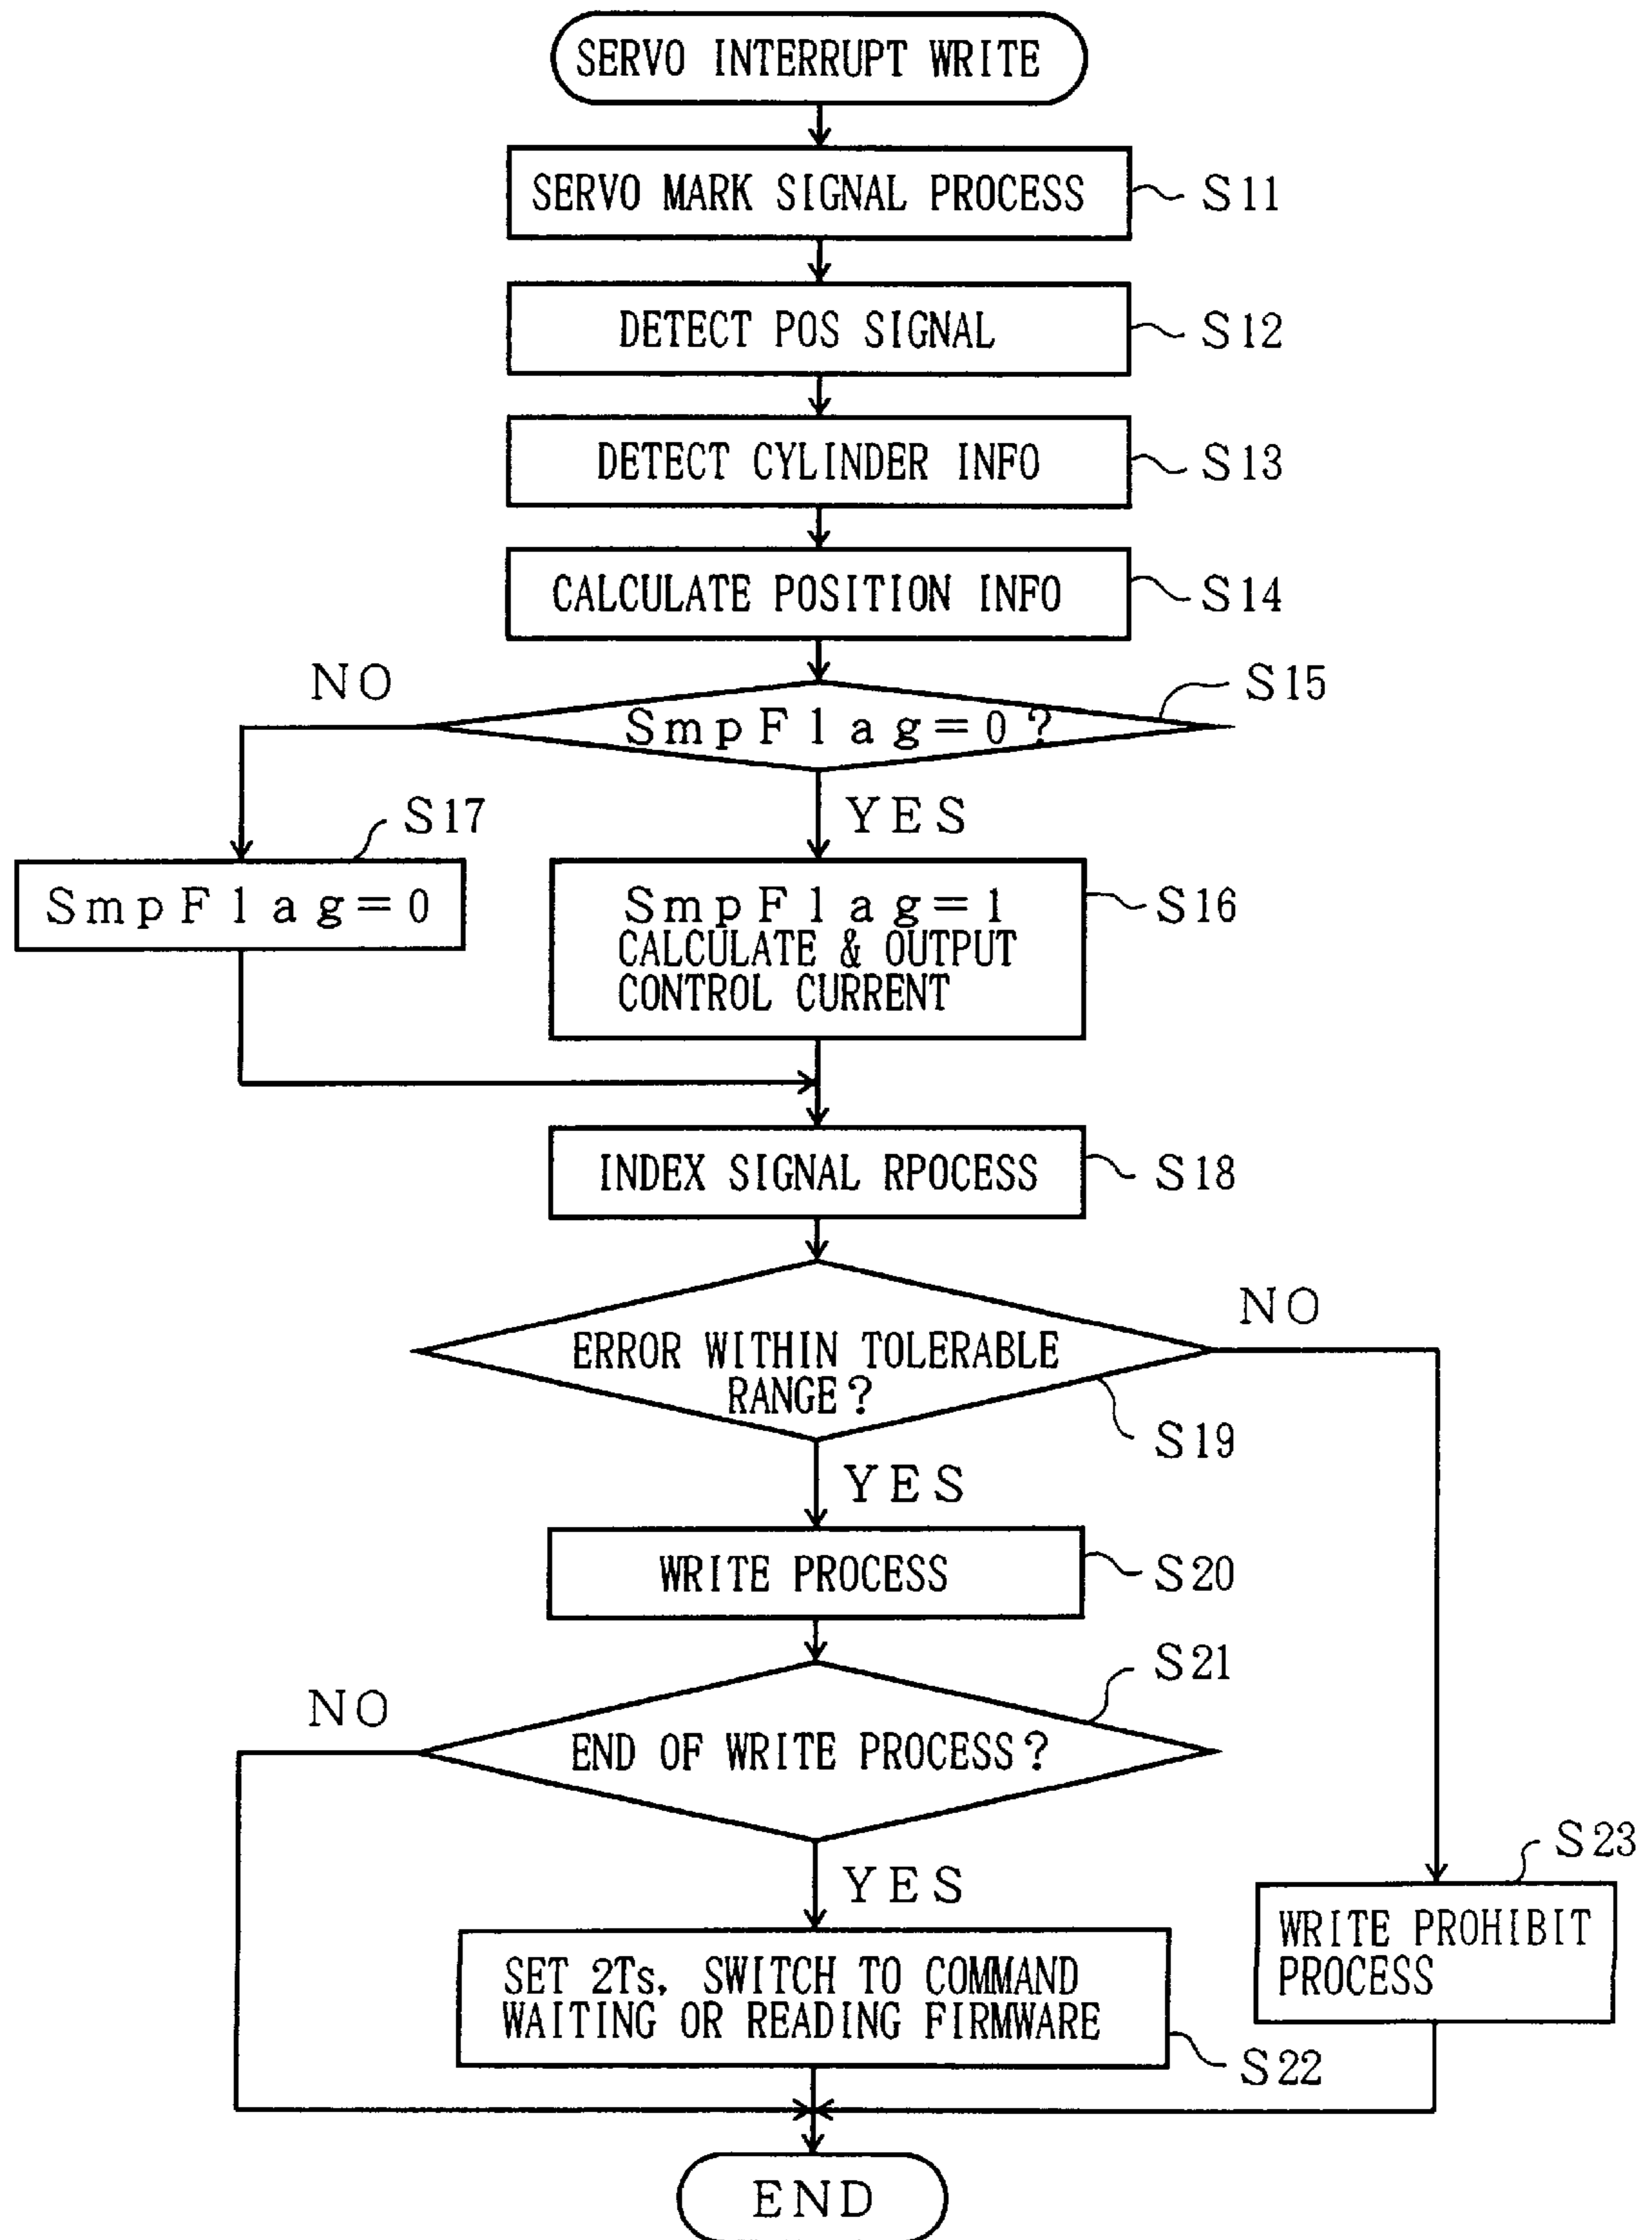 SERVO INTERRUPT WRITE
SERVO MARK SIGNAL PROCESS
S11
DETECT POS SIGNAL
S12
DETECT CYLINDER INFO
S13
CALCULATE POSITION INFO
S14
NO
S15
SmpFlag=0?
YES
S17
SmpFlag=0
SmpFlag=1
CALCULATE & OUTPUT
CONTROL CURRENT
S16
INDEX SIGNAL RPOCESS
S18
NO
ERROR WITHIN TOLERABLE
RANGE?
S19
YES
WRITE PROCESS
S20
S21
NO
END OF WRITE PROCESS?
YES
S23
WRITE PROHIBIT
PROCESS
SET 2Ts, SWITCH TO COMMAND
WAITING OR READING FIRMWARE
S22
END